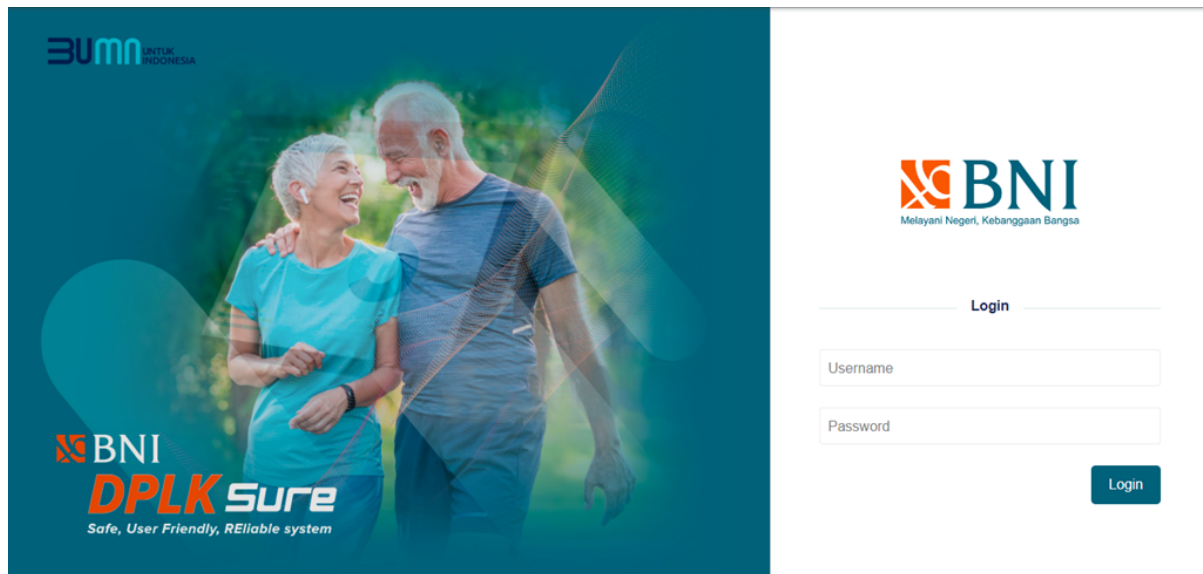 BUMN UNTUK
INDONESIA
BNI
DPLK Sure
Safe, User Friendly, REliable system
BNI
Melayani Negeri, Kebanggaan Bangsa
Login
Username
Password
Login